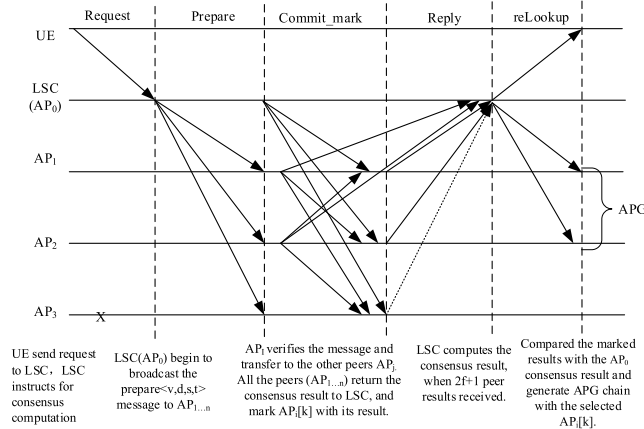 Request Prepare Commit_mark Reply reLookup
UE
LSC
(AP0)
AP1
APG
AP2
AP3
X
UE send request
to LSC，LSC
instructs for
consensus
computation
LSC(AP0) begin to
broadcast the
prepare<v,d,s,t>
message to AP1…n
API verifies the message and
transfer to the other peers APj.
All the peers (AP1…n) return the
consensus result to LSC, and
mark APi[k] with its result.
LSC computes the
consensus result,
when 2f+1 peer
results received.
Compared the marked
results with the AP0
consensus result and
generate APG chain
with the selected
APi[k].